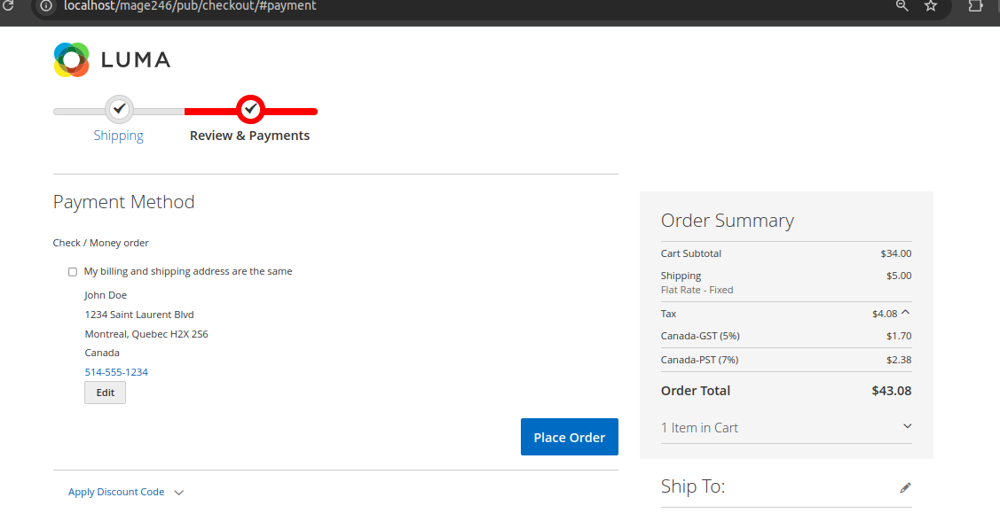 localhost/mage246/pub/checkout/#payment
LUMA
Shipping
Review & Payments
Payment Method
Check / Money order
My billing and shipping address are the same
John Doe
1234 Saint Laurent Blvd
Montreal, Quebec H2X 2S6
Canada
514-555-1234
Edit
Place Order
Apply Discount Code
Order Summary
Cart Subtotal $34.00
Shipping $5.00
Flat Rate - Fixed
Tax $4.08
Canada-GST (5%) $1.70
Canada-PST (7%) $2.38
Order Total $43.08
1 Item in Cart
Ship To: